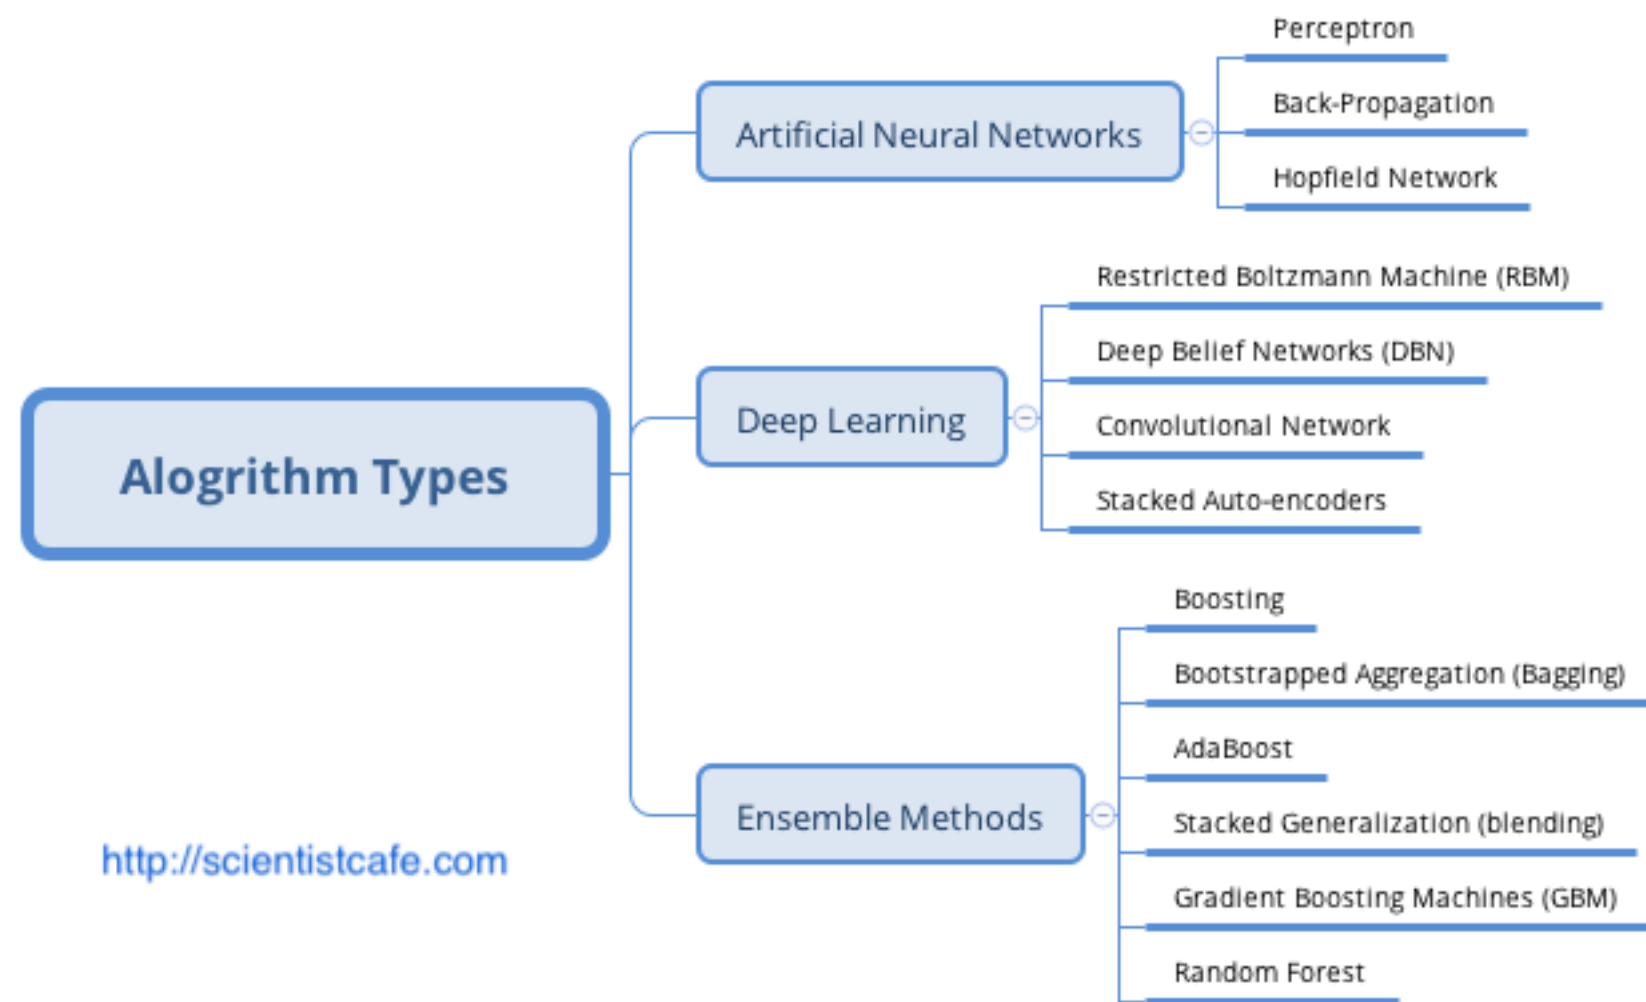 Perceptron
Back-Propagation
Hopfield Network
Artificial Neural Networks
Restricted Boltzmann Machine (RBM)
Deep Belief Networks (DBN)
Convolutional Network
Stacked Auto-encoders
Deep Learning
Alogrithm Types
Boosting
Bootstrapped Aggregation (Bagging)
AdaBoost
Stacked Generalization (blending)
Gradient Boosting Machines (GBM)
Random Forest
Ensemble Methods
http://scientistcafe.com